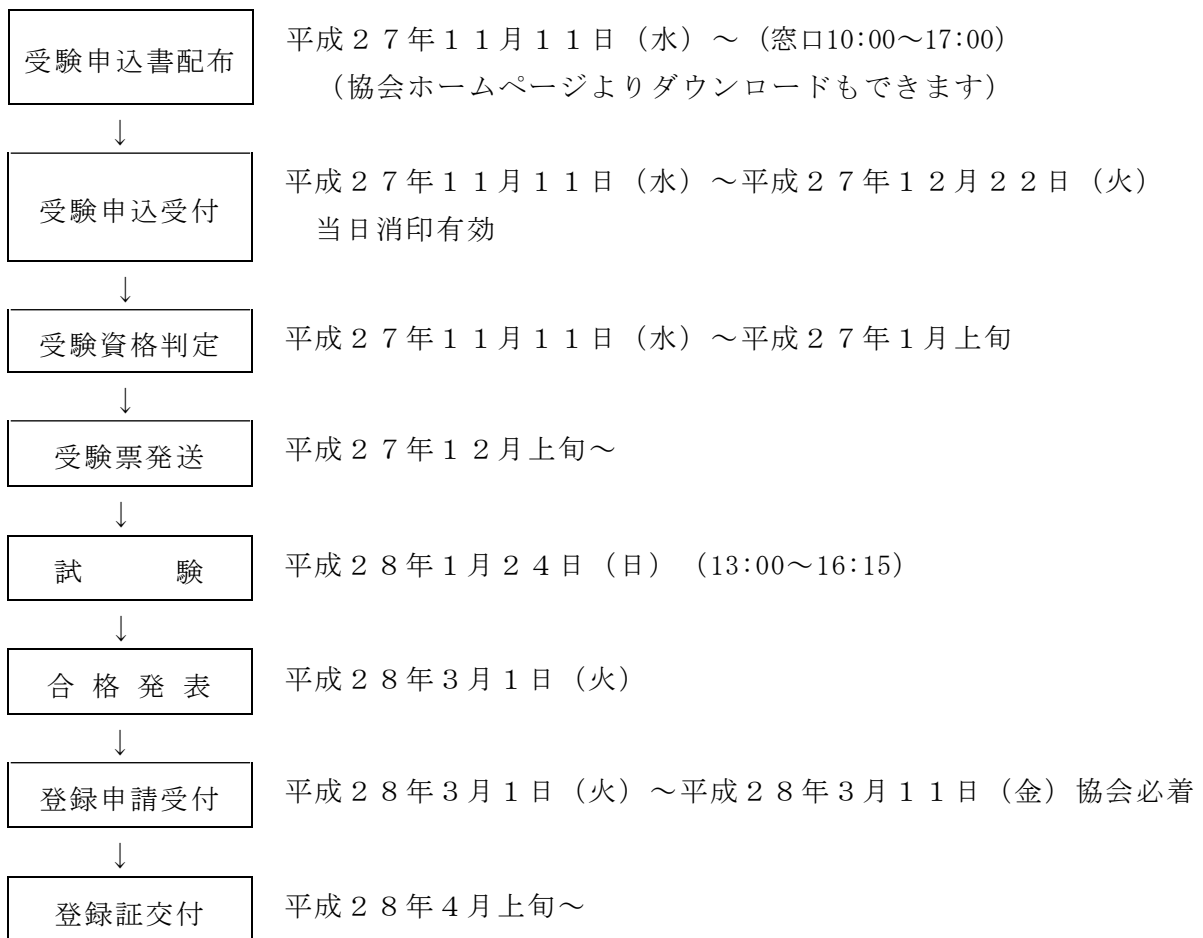 受験申込書配布 平成２７年１１月１１日（水）～（窓口10:00～17:00）
（協会ホームページよりダウンロードもできます）
↓
受験申込受付 平成２７年１１月１１日（水）～平成２７年１２月２２日（火）
当日消印有効
↓
受験資格判定 平成２７年１１月１１日（水）～平成２７年１月上旬
↓
受験票発送 平成２７年１２月上旬～
↓
試　　験 平成２８年１月２４日（日）（13:00～16:15）
↓
合 格 発 表 平成２８年３月１日（火）
↓
登録申請受付 平成２８年３月１日（火）～平成２８年３月１１日（金）協会必着
↓
登録証交付 平成２８年４月上旬～